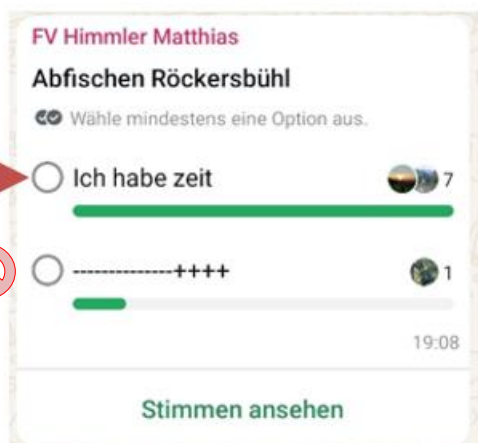 FV Himmler Matthias
Abfischen Röckersbühl
Wähle mindestens eine Option aus.
Ich habe zeit 7
-------------++++ 1
19:08
Stimmen ansehen